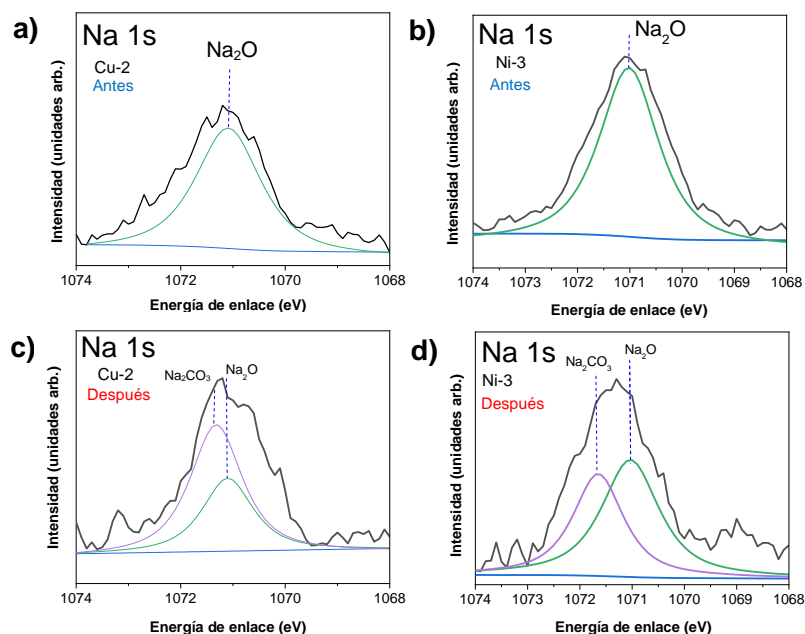 a)
Na 1s
Cu-2
Antes
Na₂O
Intensidad (unidades arb.)
1074
1072
1070
1068
Energía de enlace (eV)
b)
Na 1s
Ni-3
Antes
Na₂O
Intensidad (unidades arb.)
1074
1073
1072
1071
1070
1069
1068
Energía de enlace (eV)
c)
Na 1s
Cu-2
Después
Na₂CO₃
Na₂O
Intensidad (unidades arb.)
1074
1072
1070
1068
Energía de enlace (eV)
d)
Na 1s
Ni-3
Después
Na₂CO₃
Na₂O
Intensidad (unidades arb.)
1074
1073
1072
1071
1070
1069
1068
Energía de enlace (eV)